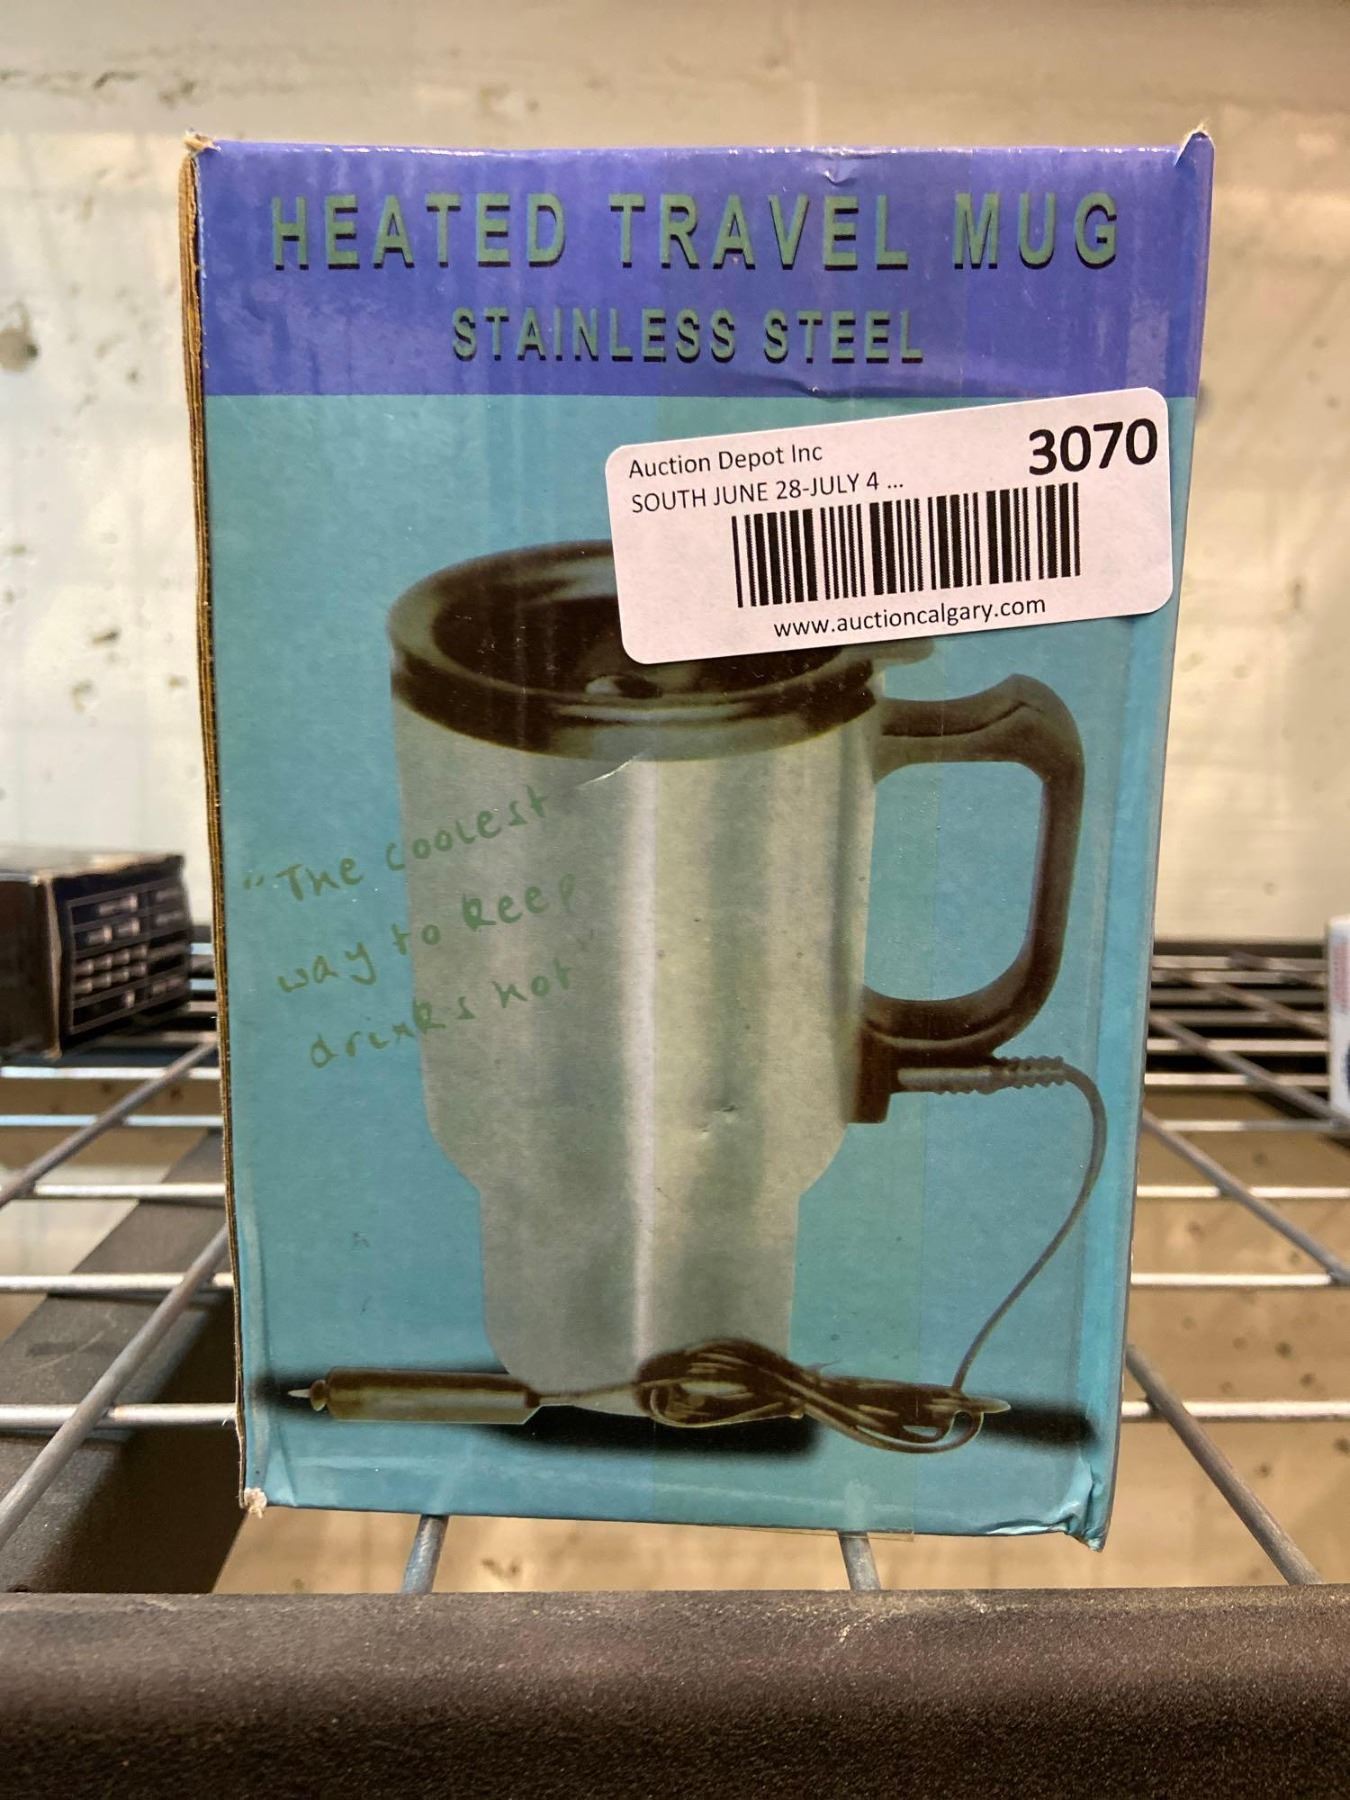 HEATED TRAVEL MUG
STAINLESS STEEL
Auction Depot Inc
3070
SOUTH JUNE 28-JULY 4 ...
www.auctioncalgary.com
"The coolest
way to keep
drinks hot"